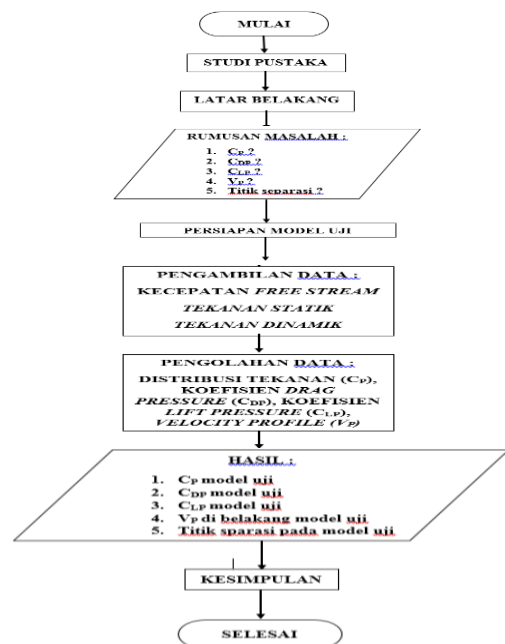 MULAI
STUDI PUSTAKA
LATAR BELAKANG
RUMUSAN MASALAH :
1. CP ?
2. CDP ?
3. CLP ?
4. VP ?
5. Titik separasi ?
PERSIAPAN MODEL UJI
PENGAMBILAN DATA :
KECEPATAN FREE STREAM
TEKANAN STATIK
TEKANAN DINAMIK
PENGOLAHAN DATA :
DISTRIBUSI TEKANAN (CP),
KOEFISIEN DRAG
PRESSURE (CDP), KOEFISIEN
LIFT PRESSURE (CLP),
VELOCITY PROFILE (VP)
HASIL :
1. CP model uji
2. CDP model uji
3. CLP model uji
4. VP di belakang model uji
5. Titik sparasi pada model uji
KESIMPULAN
SELESAI